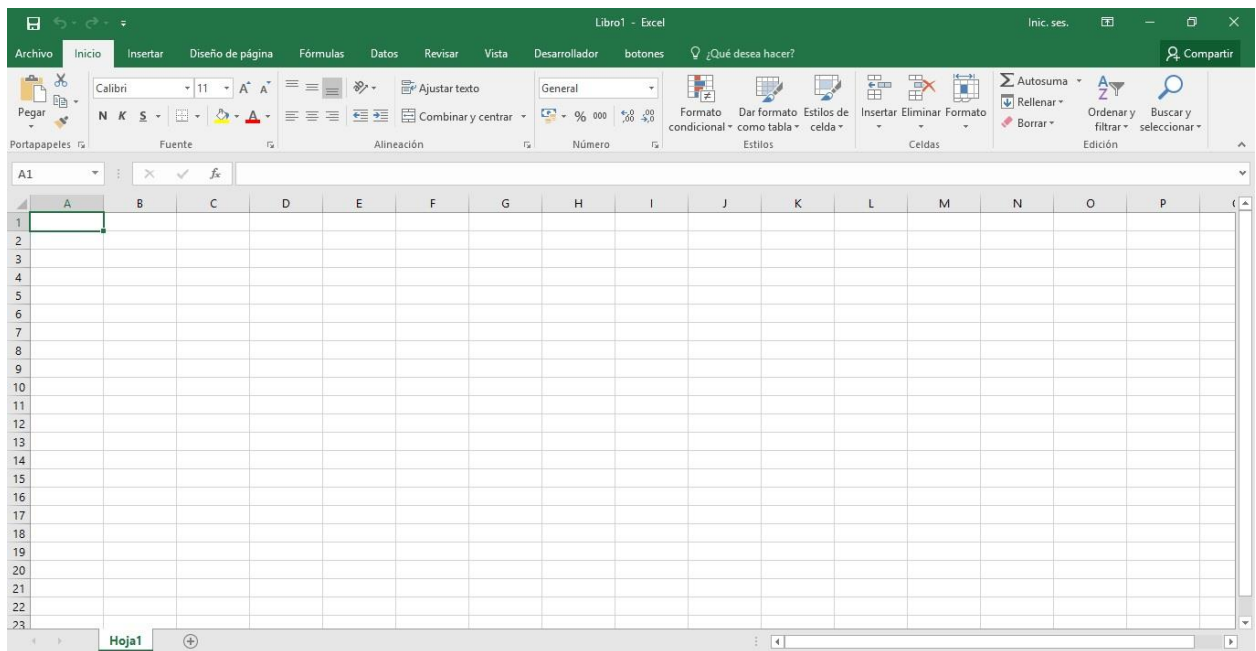 Libro1 - Excel
Inic. ses.
Archivo Inicio Insertar Diseño de página Fórmulas Datos Revisar Vista Desarrollador botones ¿Qué desea hacer? Compartir
Pegar
Calibri 11 A A
N K S A
Ajustar texto
Combinar y centrar
General
% 000 ,00 ,00
Formato condicional
Dar formato como tabla
Estilos de celda
Insertar Eliminar Formato
Autosuma
Rellenar
Borrar
Ordenar y filtrar
Buscar y seleccionar
Portapapeles Fuente Alineación Número Estilos Celdas Edición
A1 fx
A B C D E F G H I J K L M N O P
1
2
3
4
5
6
7
8
9
10
11
12
13
14
15
16
17
18
19
20
21
22
23
Hoja1